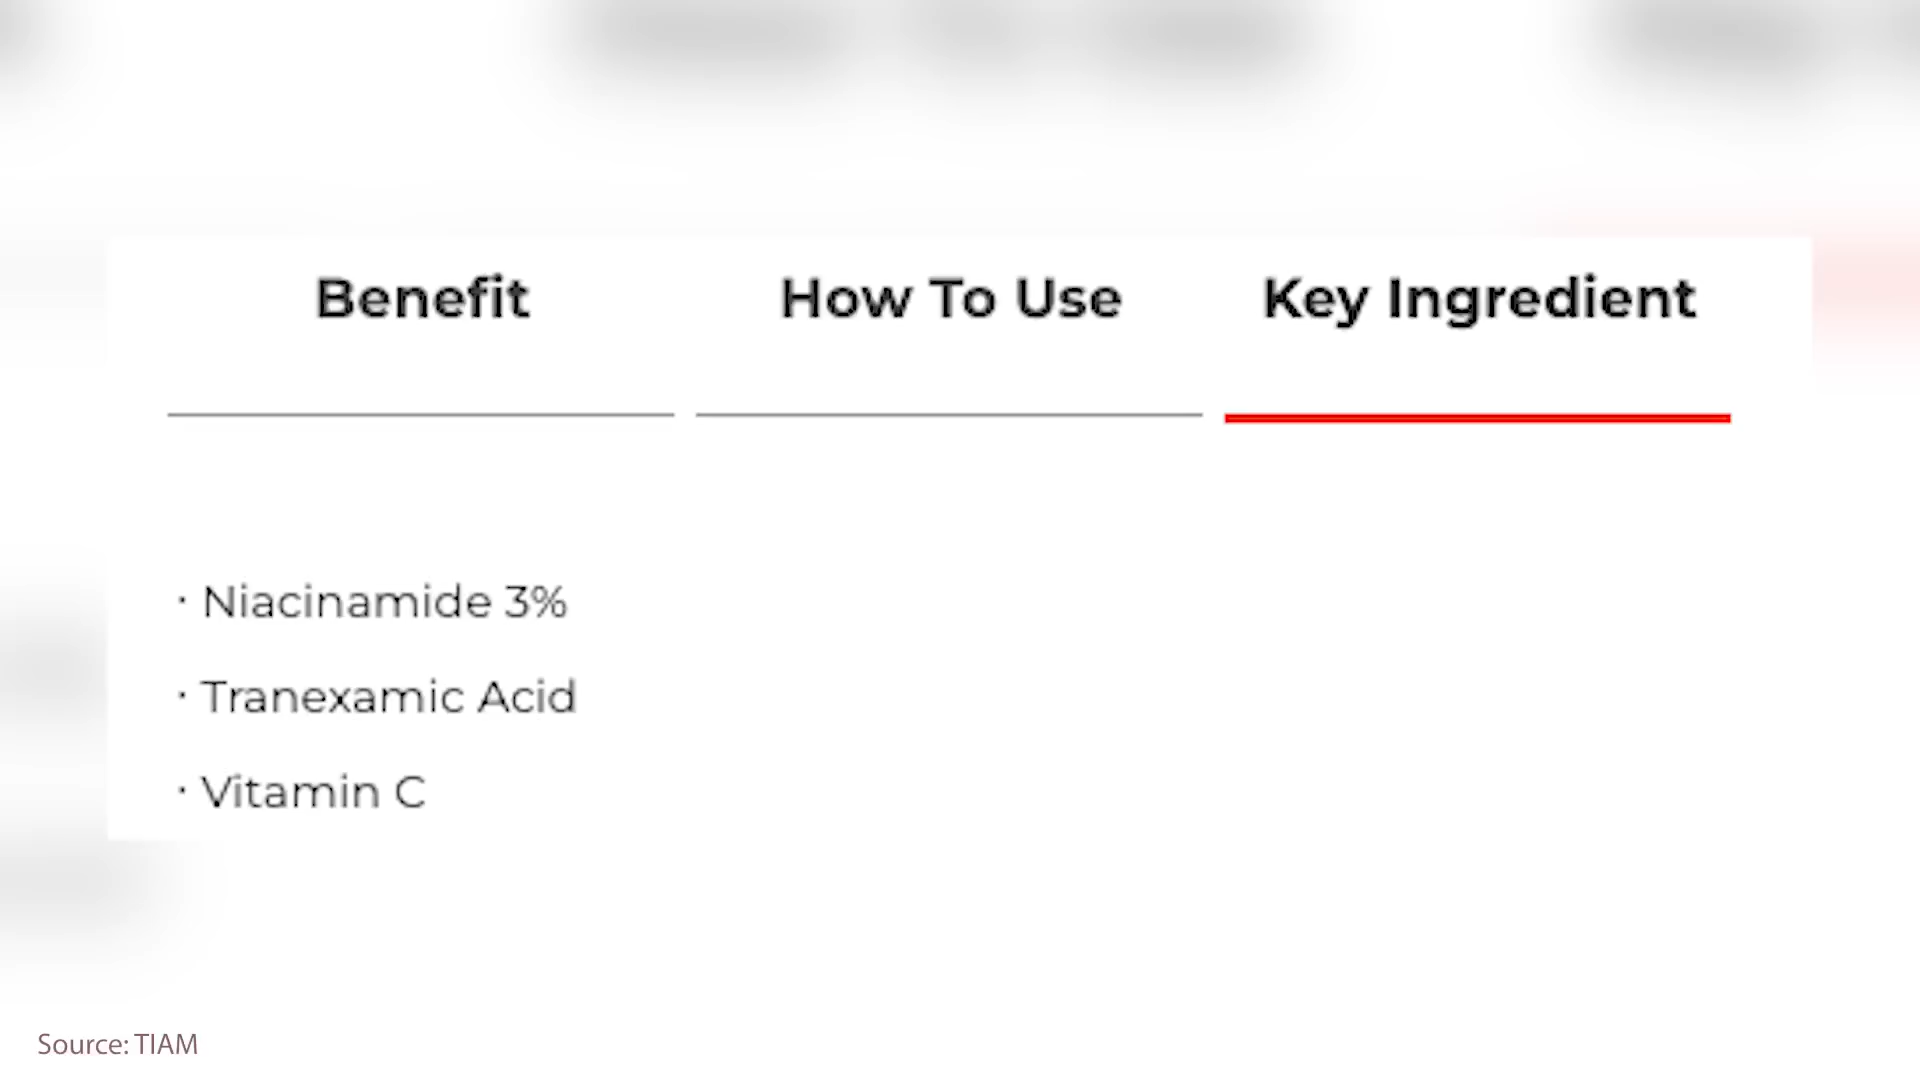 Benefit How To Use Key Ingredient
· Niacinamide 3%
· Tranexamic Acid
· Vitamin C
Source: TIAM